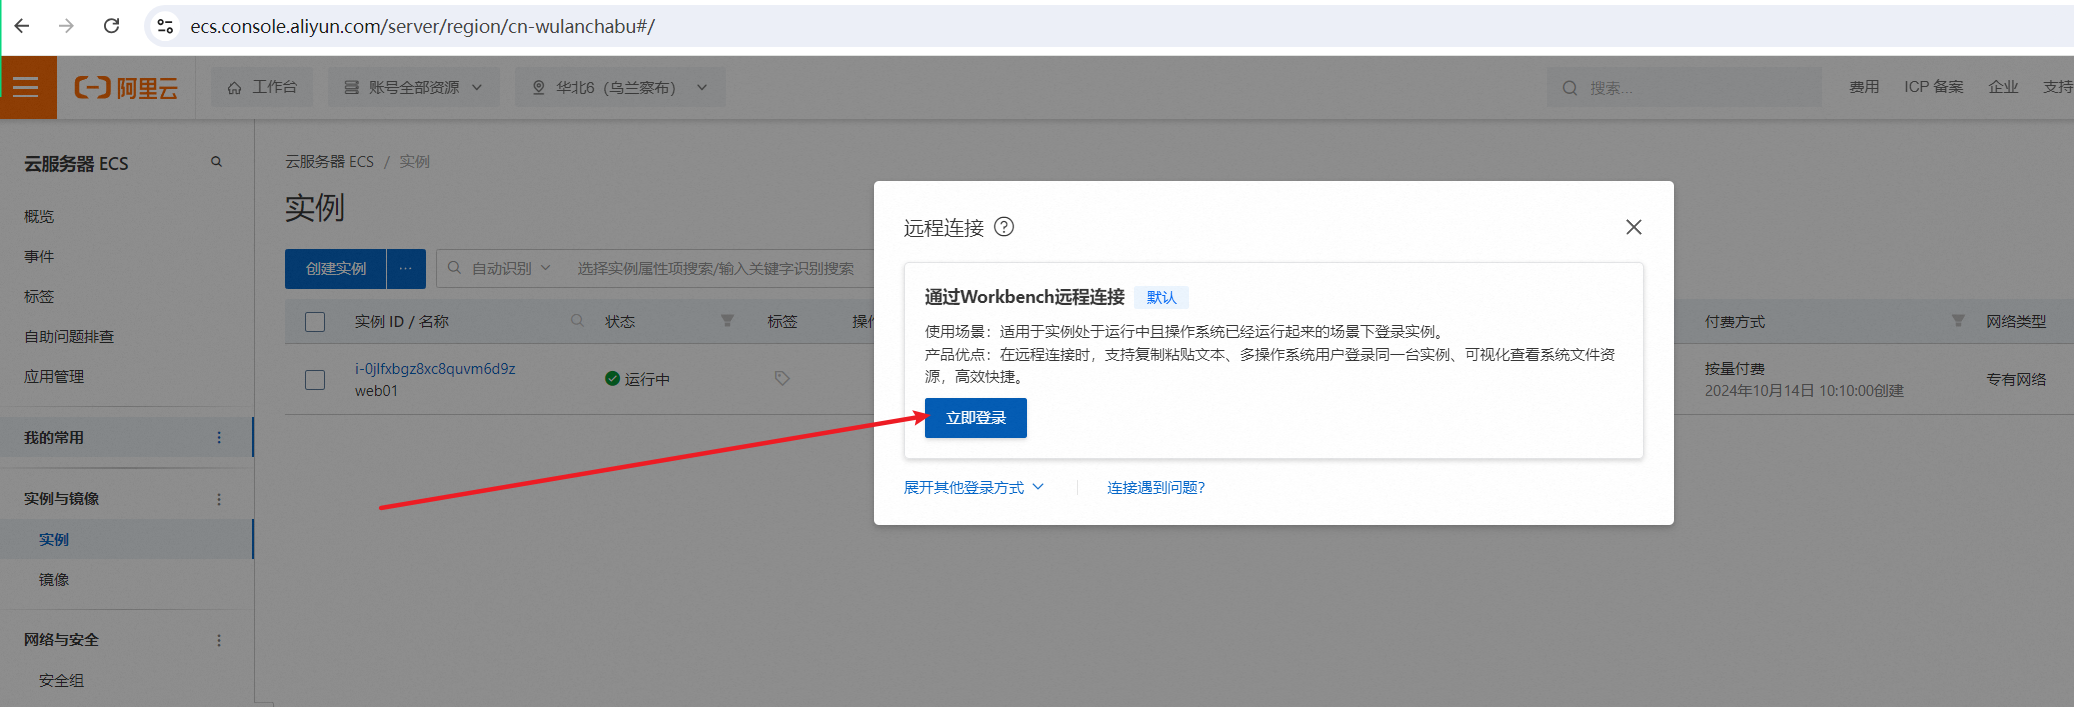 ecs.console.aliyun.com/server/region/cn-wulanchabu#/
阿里云
工作台
账号全部资源
华北6（乌兰察布）
搜索...
费用
ICP 备案
企业
支持
云服务器 ECS
概览
事件
标签
自助问题排查
应用管理
我的常用
实例与镜像
实例
镜像
网络与安全
安全组
云服务器 ECS / 实例
实例
创建实例
...
自动识别
选择实例属性项搜索/输入关键字识别搜索
实例 ID / 名称
状态
标签
操作
付费方式
网络类型
i-0jlfxbgz8xc8quvm6d9z
web01
运行中
按量付费
2024年10月14日 10:10:00创建
专有网络
远程连接
通过Workbench远程连接
默认
使用场景：适用于实例处于运行中且操作系统已经运行起来的场景下登录实例。
产品优点：在远程连接时，支持复制粘贴文本、多操作系统用户登录同一台实例、可视化查看系统文件资
源，高效快捷。
立即登录
展开其他登录方式
连接遇到问题?